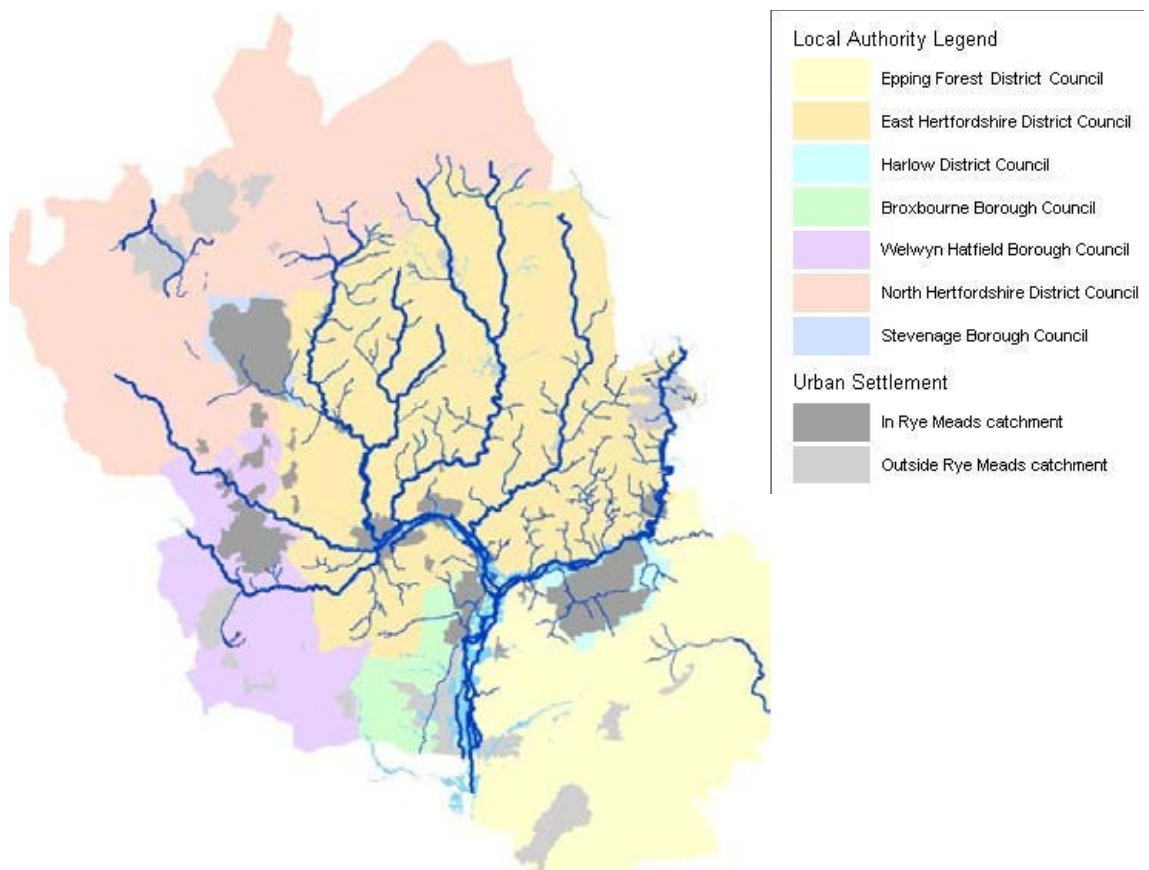 Local Authority Legend
Epping Forest District Council
East Hertfordshire District Council
Harlow District Council
Broxbourne Borough Council
Welwyn Hatfield Borough Council
North Hertfordshire District Council
Stevenage Borough Council
Urban Settlement
In Rye Meads catchment
Outside Rye Meads catchment